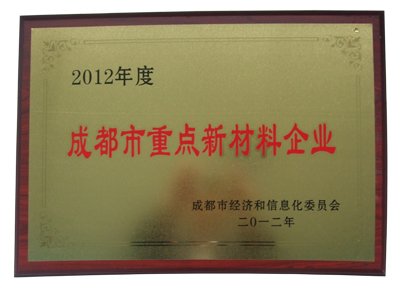 2012年度
成都市重点新材料企业
成都市经济和信息化委员会
二〇一二年